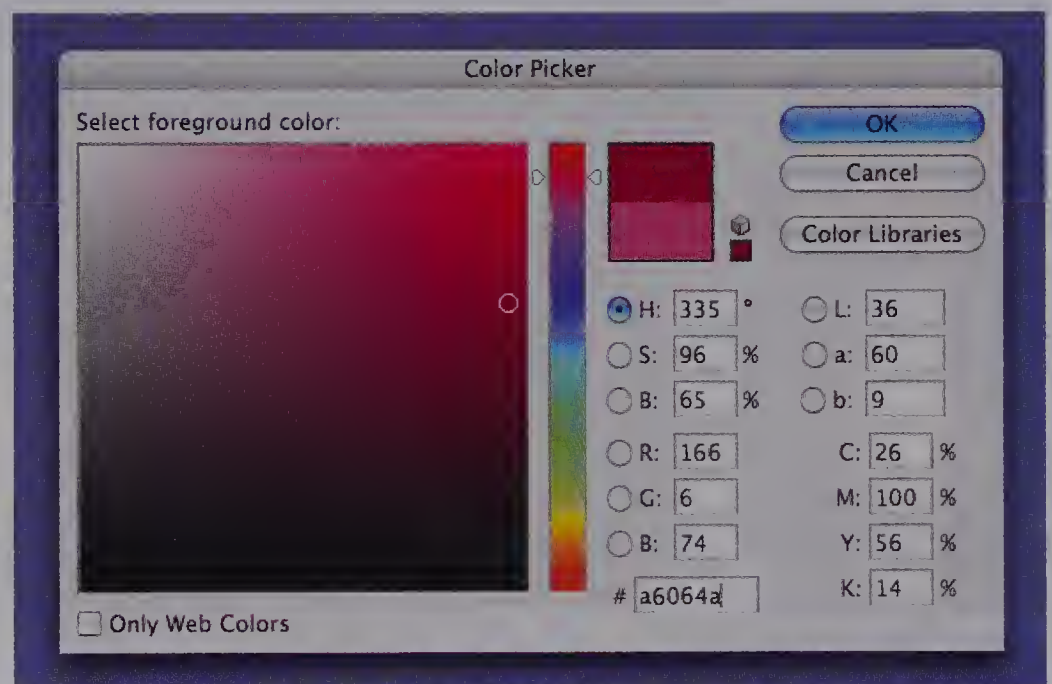 Color Picker
Select foreground color:
OK
Cancel
Color Libraries
H: 335 °
L: 36
S: 96 %
a: 60
B: 65 %
b: 9
R: 166
C: 26 %
G: 6
M: 100 %
B: 74
Y: 56 %
# a6064a
K: 14 %
Only Web Colors